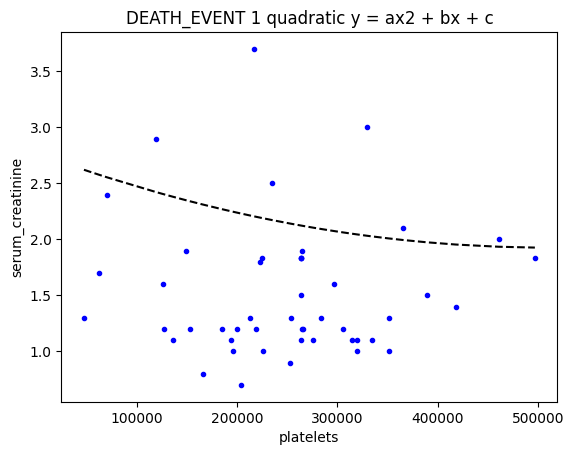 DEATH_EVENT 1 quadratic y = ax2 + bx + c
3.5
3.0
2.5
2.0
1.5
1.0
serum_creatinine
100000 200000 300000 400000 500000
platelets